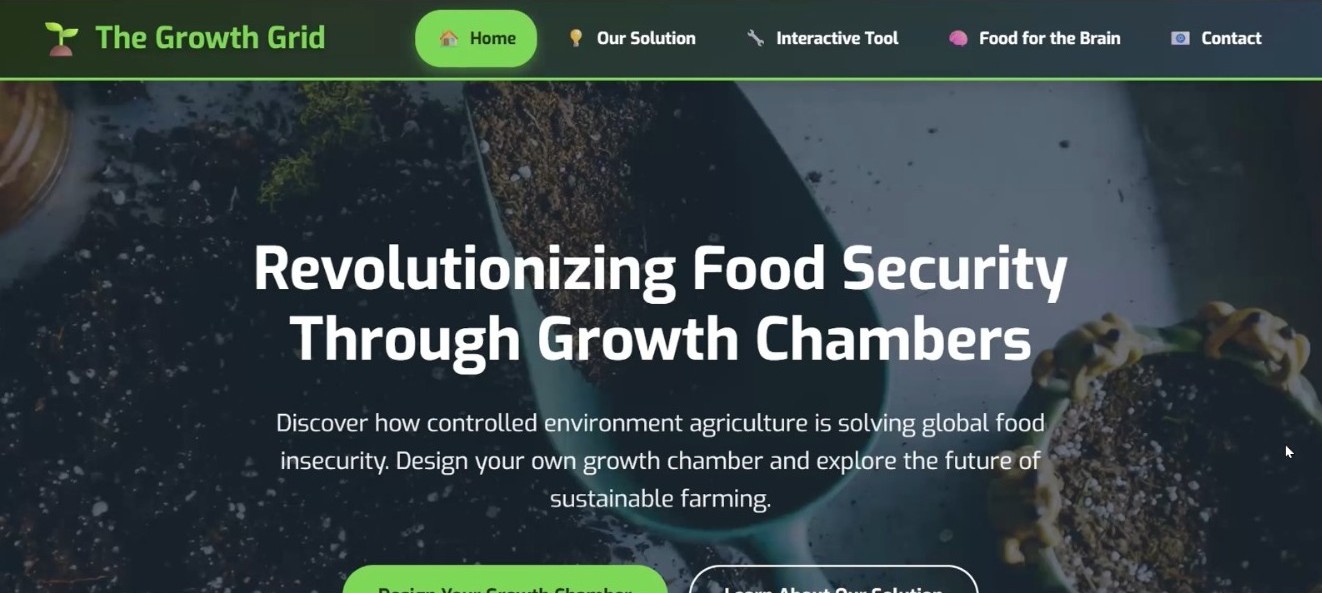 The Growth Grid
Home
Our Solution
Interactive Tool
Food for the Brain
Contact
Revolutionizing Food Security
Through Growth Chambers
Discover how controlled environment agriculture is solving global food
insecurity. Design your own growth chamber and explore the future of
sustainable farming.
Design Your Growth Chamber
Learn About Our Solution